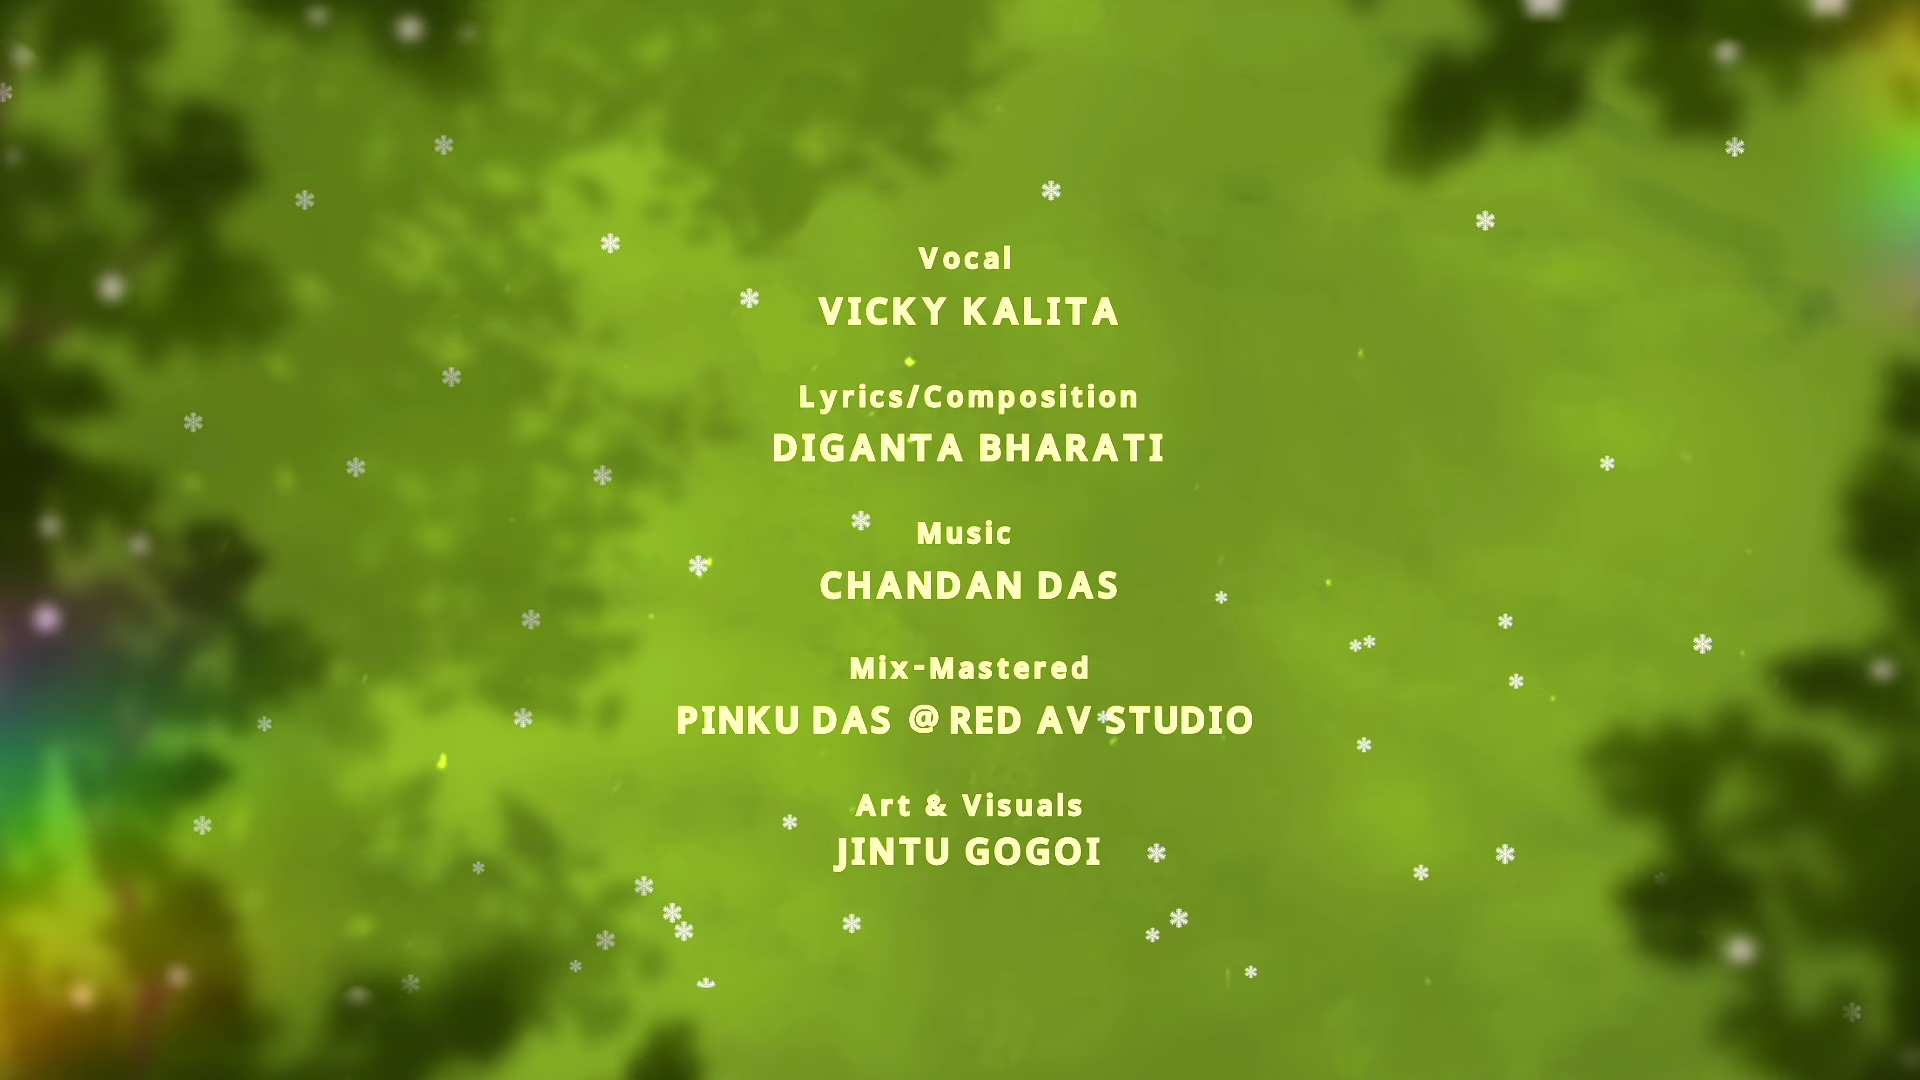 Vocal
VICKY KALITA
Lyrics/Composition
DIGANTA BHARATI
Music
CHANDAN DAS
Mix-Mastered
PINKU DAS @ RED AV STUDIO
Art & Visuals
JINTU GOGOI